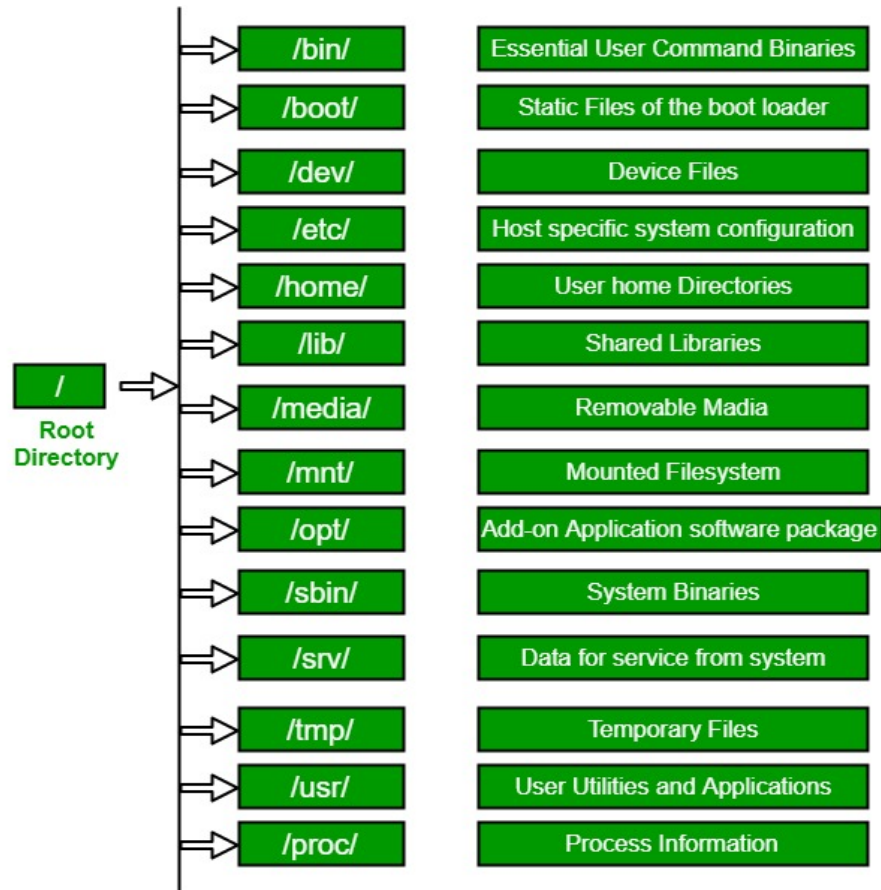 /bin/ Essential User Command Binaries
/boot/ Static Files of the boot loader
/dev/ Device Files
/etc/ Host specific system configuration
/home/ User home Directories
/lib/ Shared Libraries
/
Root
Directory
/media/ Removable Madia
/mnt/ Mounted Filesystem
/opt/ Add-on Application software package
/sbin/ System Binaries
/srv/ Data for service from system
/tmp/ Temporary Files
/usr/ User Utilities and Applications
/proc/ Process Information